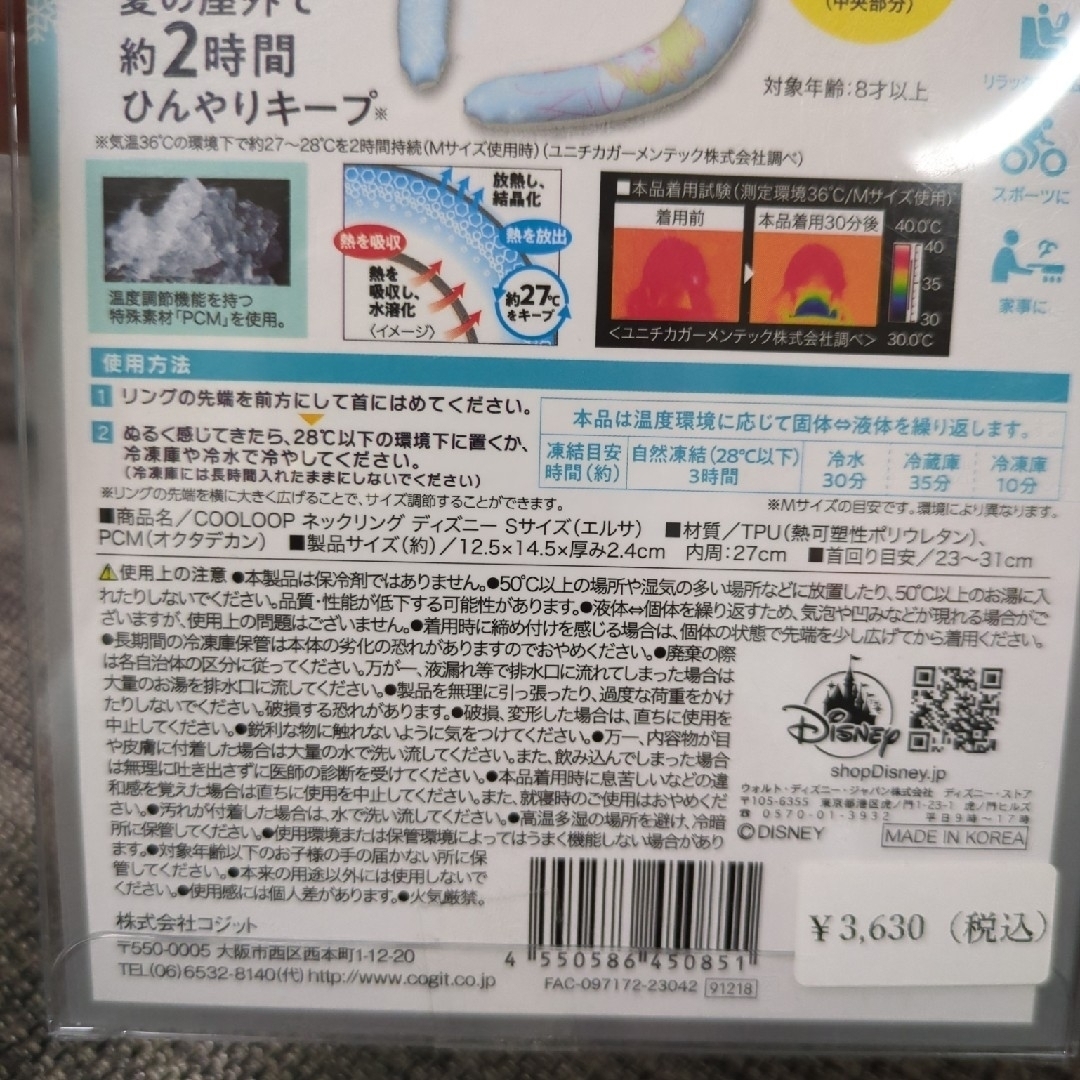 夏の屋外で
約2時間
ひんやりキープ※
(中央部分)
対象年齢:8才以上
※気温36℃の環境下で約27~28℃を2時間持続(Mサイズ使用時)(ユニチカガーメンテック株式会社調べ)
スポーツに
家事に
温度調節機能を持つ
特殊素材「PCM」を使用。
放熱し、
結晶化
熱を放出
熱を吸収
熱を
吸収し、
水溶化
(イメージ)
約27℃
をキープ
■本品着用試験(測定環境36℃/Mサイズ使用)
着用前
本品着用30分後
40.0℃
40
35
30
30.0℃
<ユニチカガーメンテック株式会社調べ>
使用方法
1 リングの先端を前方にして首にはめてください。
2 ぬるく感じてきたら、28℃以下の環境下に置くか、
冷凍庫や冷水で冷やしてください。
(冷凍庫には長時間入れたままにしないでください)
※リングの先端を横に大きく広げることで、サイズ調節することができます。
本品は温度環境に応じて固体⇔液体を繰り返します。
凍結目安時間(約) 自然凍結(28℃以下)3時間 冷水30分 冷蔵庫35分 冷凍庫10分
※Mサイズの目安です。環境により異なります。
■商品名/COOLOOP ネックリング ディズニー Sサイズ(エルサ) ■材質/TPU(熱可塑性ポリウレタン)、
PCM(オクタデカン) ■製品サイズ(約)/12.5×14.5×厚み2.4cm 内周:27cm ■首回り目安/23~31cm
⚠使用上の注意 ●本製品は保冷剤ではありません。●50℃以上の場所や湿気の多い場所などに放置したり、50℃以上のお湯に入
れたりしないでください。品質・性能が低下する可能性があります。●液体⇔個体を繰り返すため、気泡や凹みなどが現れる場合がご
ざいますが、使用上の問題はございません。●着用時に締め付けを感じる場合は、個体の状態で先端を少し広げてから着用ください。
●長期間の冷凍庫保管は本体の劣化の恐れがありますのでおやめください。●廃棄の際
は各自治体の区分に従ってください。万が一、液漏れ等で排水口に流れてしまった場合は
大量のお湯を排水口に流してください。●製品を無理に引っ張ったり、過度な荷重をかけ
たりしないでください。破損する恐れがあります。●破損、変形した場合は、直ちに使用を
中止してください。●鋭利な物に触れないように気をつけてください。●万一、内容物が目
や皮膚に付着した場合は大量の水で洗い流してください。また、飲み込んでしまった場合
は無理に吐き出さずに医師の診断を受けてください。●本品着用時に息苦しいなどの違
和感を覚えた場合は直ちに使用を中止してください。また、就寝時のご使用はおやめくだ
さい。●汚れが付着した場合は、水で洗い流してください。●高温多湿の場所を避け、冷暗
所に保管してください。●使用環境または保管環境によってはうまく機能しない場合があり
ます。●対象年齢以下のお子様の手の届かない所に保
管してください。●本来の用途以外には使用しないで
ください。●使用感には個人差があります。●火気厳禁。
Disney
shopDisney.jp
ウォルト・ディズニー・ジャパン株式会社 ディズニーストア
〒105-6355 東京都港区虎ノ門1-23-1 虎ノ門ヒルズ
☎0570-01-3932 平日9時~17時
©DISNEY MADE IN KOREA
株式会社コジット
〒550-0005 大阪市西区西本町1-12-20
TEL(06)6532-8140(代) http://www.cogit.co.jp
4 550586 450851
FAC-097172-23042 91218
¥3,630(税込)